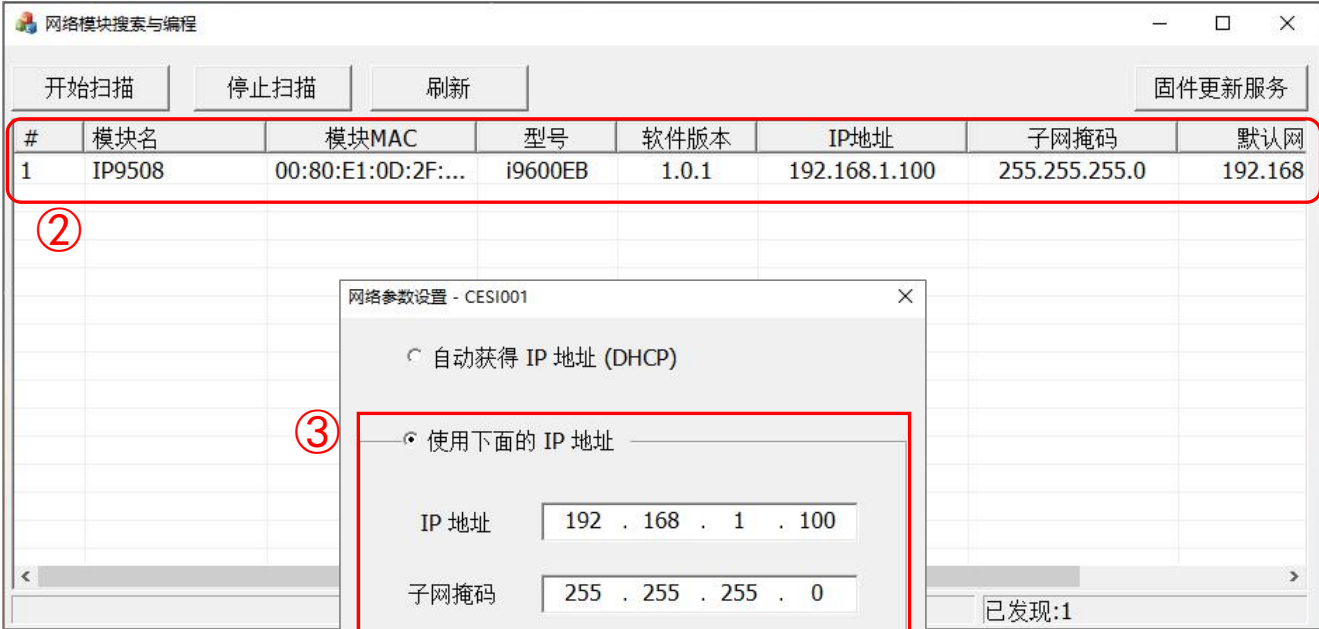 网络模块搜索与编程
开始扫描 停止扫描 刷新 固件更新服务
# 模块名 模块MAC 型号 软件版本 IP地址 子网掩码 默认网
1 IP9508 00:80:E1:0D:2F:... i9600EB 1.0.1 192.168.1.100 255.255.255.0 192.168
②
网络参数设置 - CESI001
自动获得 IP 地址 (DHCP)
③
使用下面的 IP 地址
IP 地址 192 . 168 . 1 . 100
子网掩码 255 . 255 . 255 . 0
已发现:1